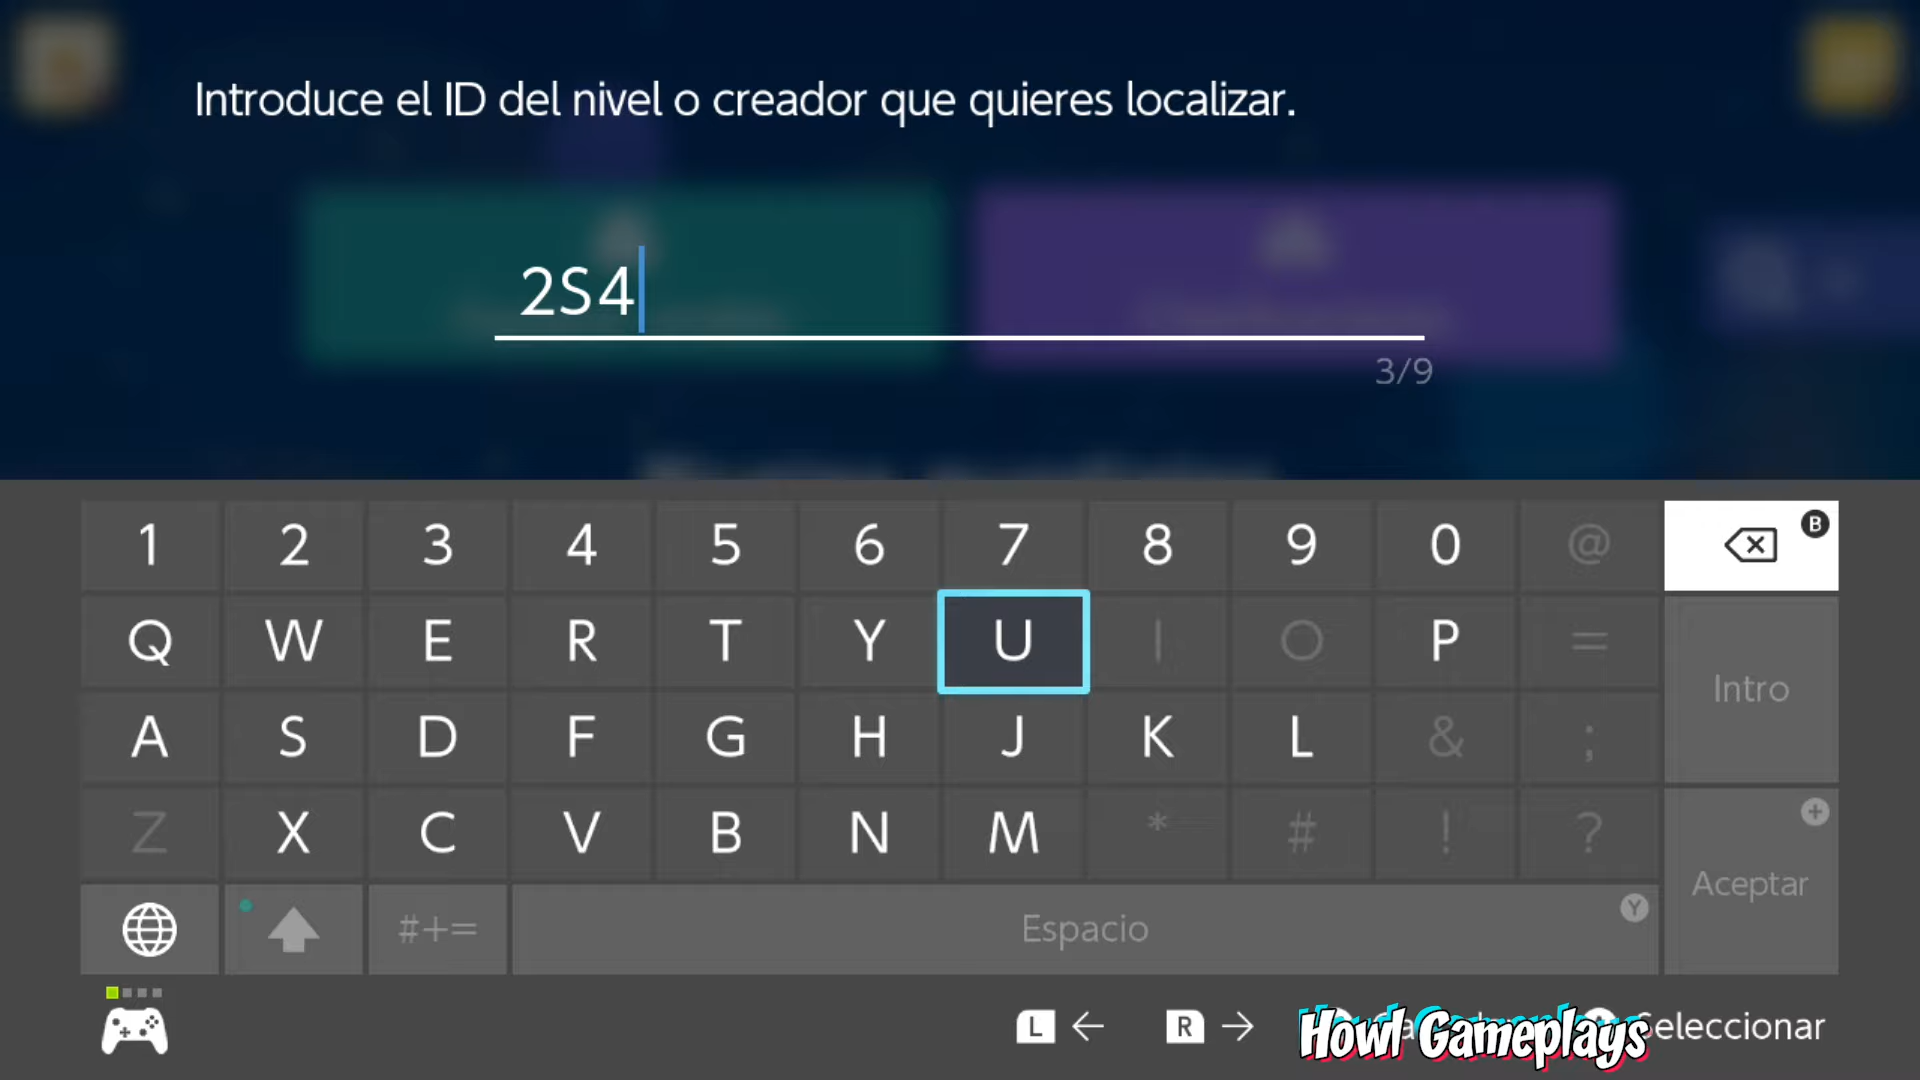 Introduce el ID del nivel o creador que quieres localizar.
2S4
3/9
1 2 3 4 5 6 7 8 9 0 @
B
Q W E R T Y U I O P =
Intro
A S D F G H J K L & ;
Z X C V B N M * # ! ?
+
Aceptar
#+= Espacio Y
L ← R → Howl Gameplays Seleccionar